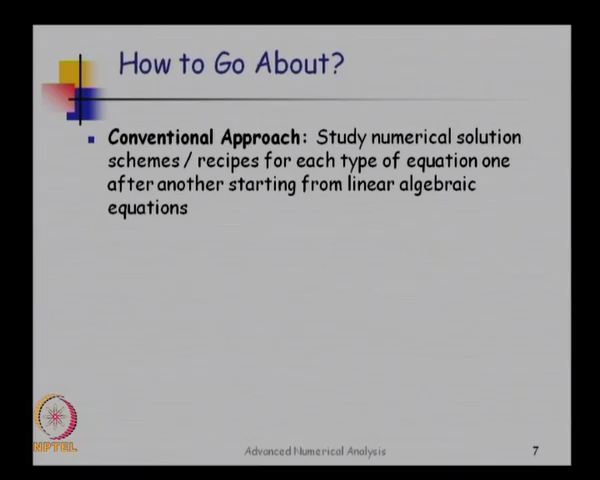 How to Go About?
Conventional Approach: Study numerical solution
schemes / recipes for each type of equation one
after another starting from linear algebraic
equations
NPTEL
Advanced Numerical Analysis
7